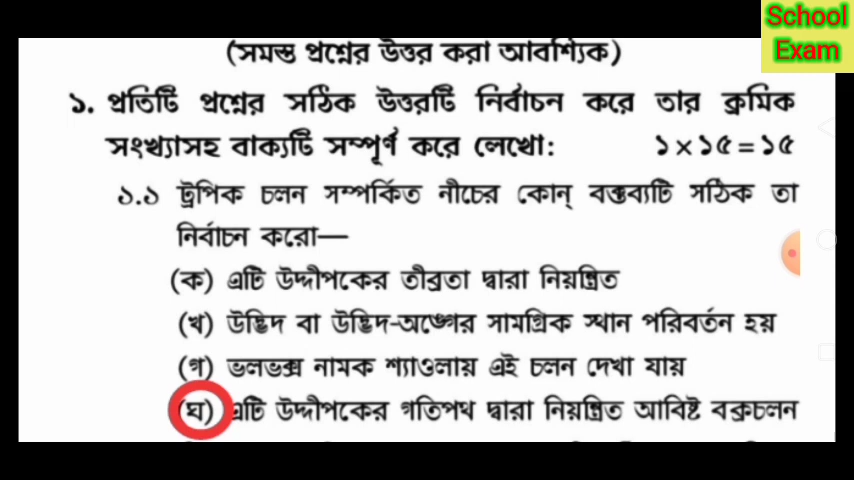 School
Exam
(সমস্ত প্রশ্নের উত্তর করা আবশ্যিক)
১. প্রতিটি প্রশ্নের সঠিক উত্তরটি নির্বাচন করে তার ক্রমিক
সংখ্যাসহ বাক্যটি সম্পূর্ণ করে লেখো: ১ × ১৫ = ১৫
১.১ ট্রপিক চলন সম্পর্কিত নীচের কোন্ বক্তব্যটি সঠিক তা
নির্বাচন করো—
(ক) এটি উদ্দীপকের তীব্রতা দ্বারা নিয়ন্ত্রিত
(খ) উদ্ভিদ বা উদ্ভিদ-অঙ্গের সামগ্রিক স্থান পরিবর্তন হয়
(গ) ভলভক্স নামক শ্যাওলায় এই চলন দেখা যায়
(ঘ) এটি উদ্দীপকের গতিপথ দ্বারা নিয়ন্ত্রিত আবিষ্ট বক্রচলন